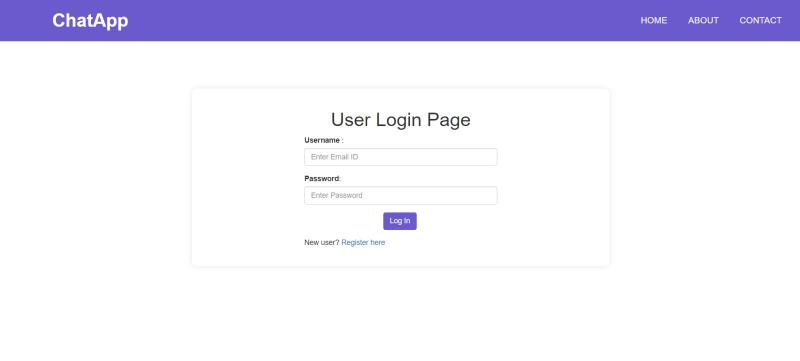 ChatApp
HOME ABOUT CONTACT
User Login Page
Username :
Enter Email ID
Password:
Enter Password
Log In
New user? Register here